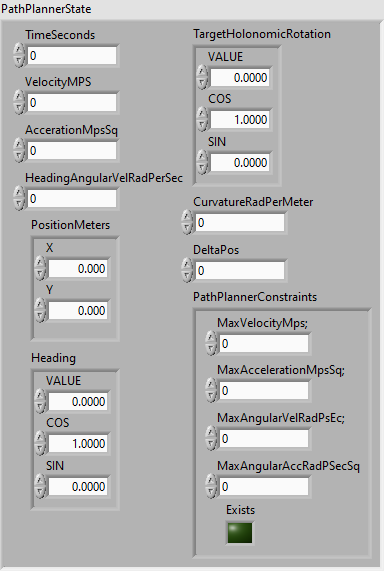 PathPlannerState
TimeSeconds
0
VelocityMPS
0
AccerationMpsSq
0
HeadingAngularVelRadPerSec
0
PositionMeters
X
0.000
Y
0.000
Heading
VALUE
0.0000
COS
1.0000
SIN
0.0000
TargetHolonomicRotation
VALUE
0.0000
COS
1.0000
SIN
0.0000
CurvatureRadPerMeter
0
DeltaPos
0
PathPlannerConstraints
MaxVelocityMps;
0
MaxAccelerationMpsSq;
0
MaxAngularVelRadPsEc;
0
MaxAngularAccRadPSecSq
0
Exists